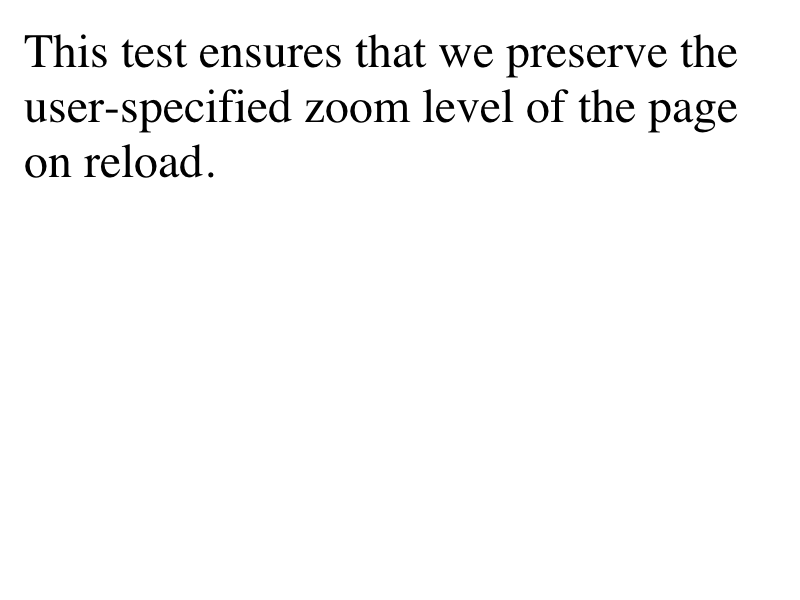 This test ensures that we preserve the
user-specified zoom level of the page
on reload.